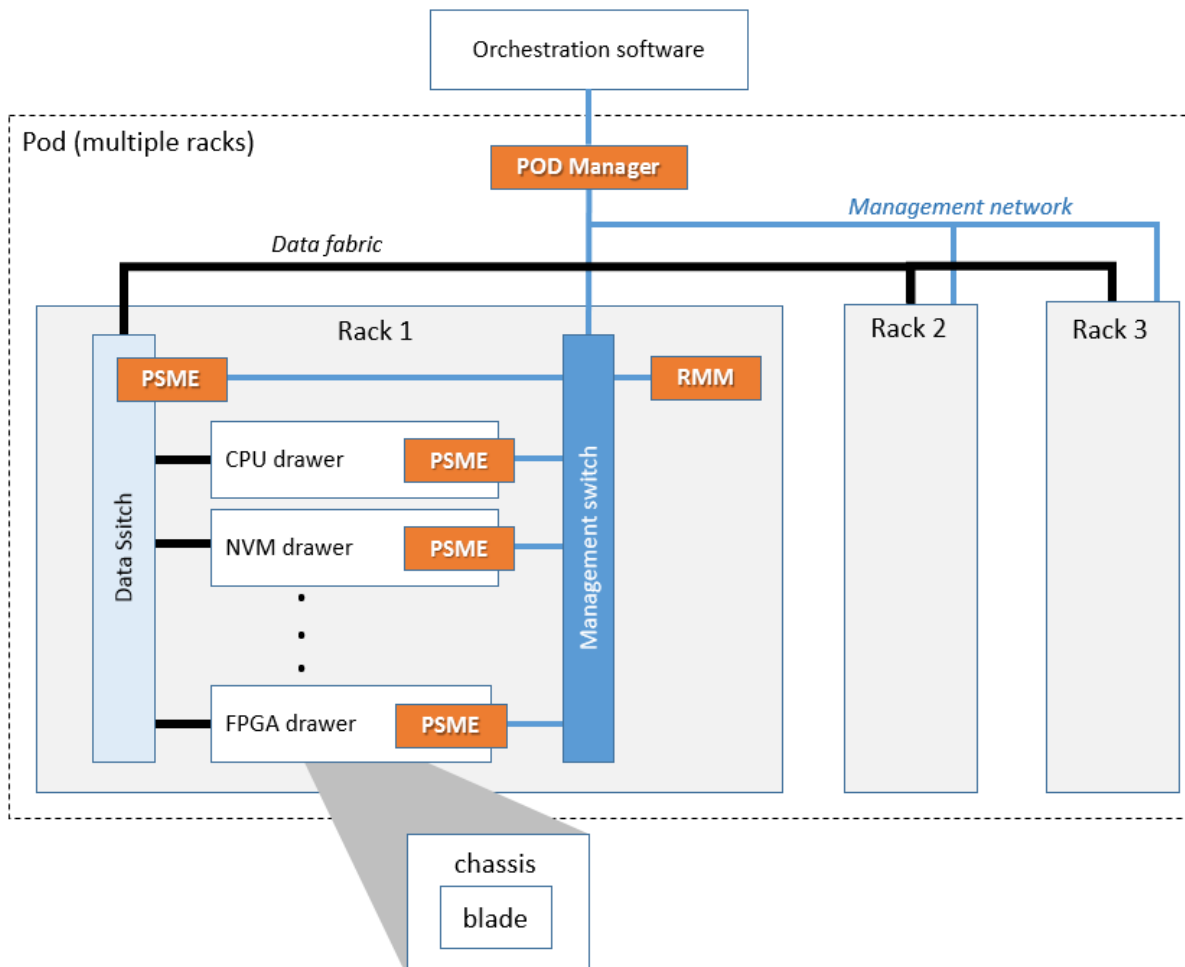 Orchestration software
Pod (multiple racks)
POD Manager
Management network
Data fabric
Rack 1
Rack 2
Rack 3
PSME
RMM
CPU drawer
PSME
NVM drawer
PSME
FPGA drawer
PSME
Data Ssitch
Management switch
chassis
blade